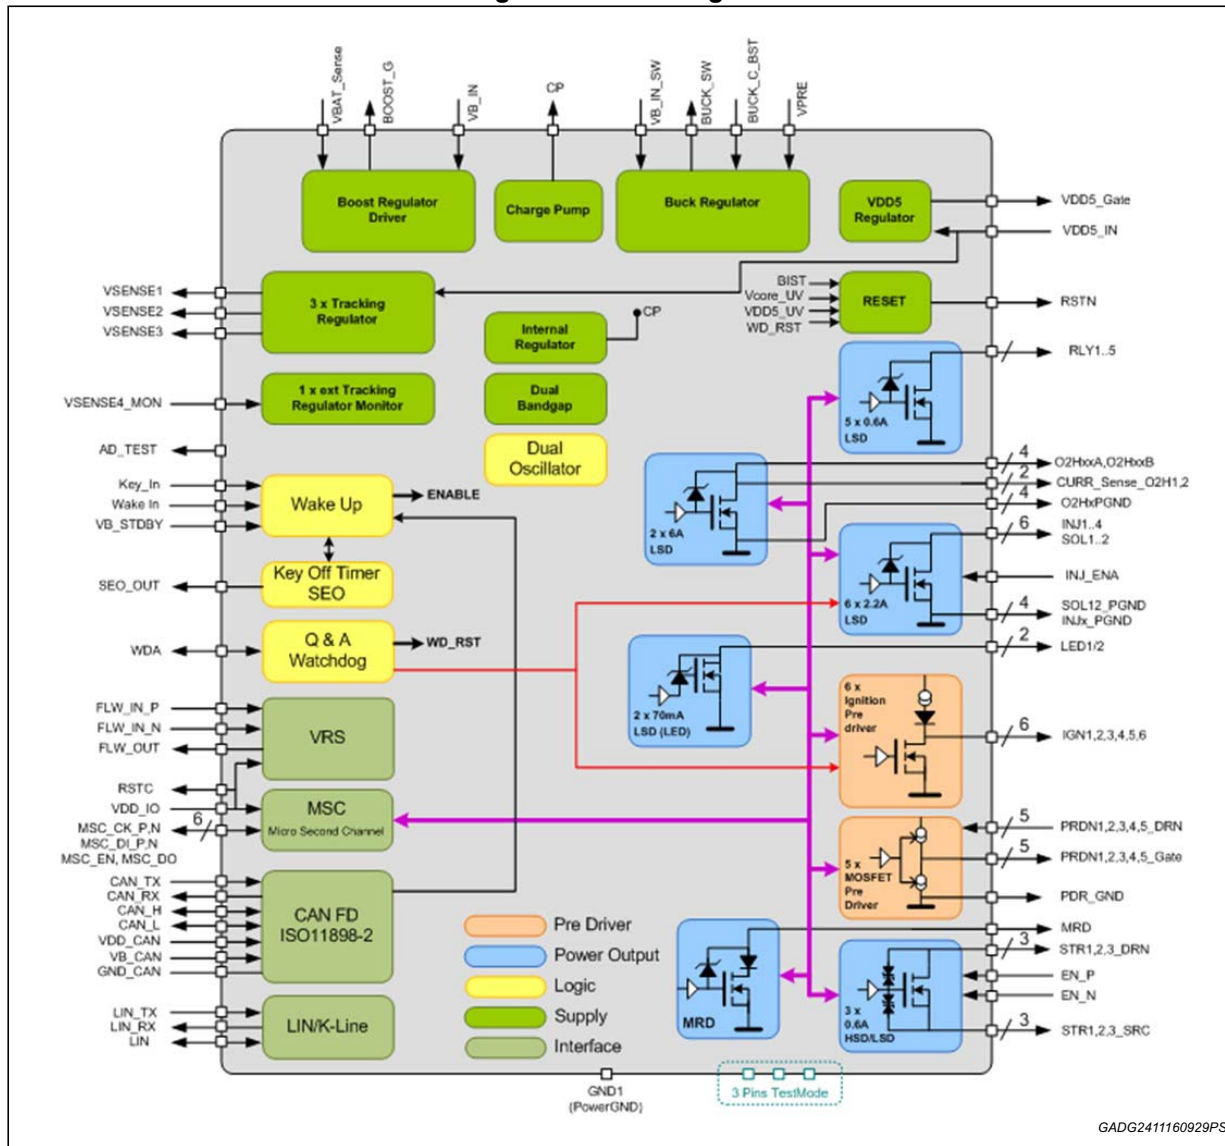 VBAT_Sense
BOOST_G
VB_IN
CP
VB_IN_SW
BUCK_SW
BUCK_C_BST
VPRE
Boost Regulator
Driver
Charge Pump
Buck Regulator
VDD5
Regulator
VDD5_Gate
VDD5_IN
VSENSE1
VSENSE2
VSENSE3
3 x Tracking
Regulator
Internal
Regulator
CP
BIST
Vcore_UV
VDD5_UV
WD_RST
RESET
RSTN
VSENSE4_MON
1 x ext Tracking
Regulator Monitor
Dual
Bandgap
5 x 0.6A
LSD
RLY1..5
AD_TEST
Dual
Oscillator
Key_In
Wake In
VB_STDBY
Wake Up
ENABLE
2 x 6A
LSD
4
O2HxxA,O2HxxB
2
CURR_Sense_O2H1,2
4
O2HxPGND
SEO_OUT
Key Off Timer
SEO
6 x 2.2A
LSD
6
INJ1..4
SOL1..2
INJ_ENA
4
SOL12_PGND
INJx_PGND
WDA
Q & A
Watchdog
WD_RST
2 x 70mA
LSD (LED)
2
LED1/2
FLW_IN_P
FLW_IN_N
FLW_OUT
VRS
6 x
Ignition
Pre
driver
6
IGN1,2,3,4,5,6
RSTC
VDD_IO
6
MSC_CK_P,N
MSC_DI_P,N
MSC_EN, MSC_DO
MSC
Micro Second Channel
5 x
MOSFET
Pre
Driver
5
PRDN1,2,3,4,5_DRN
5
PRDN1,2,3,4,5_Gate
PDR_GND
CAN_TX
CAN_RX
CAN_H
CAN_L
VDD_CAN
VB_CAN
GND_CAN
CAN FD
ISO11898-2
MRD
MRD
3 x
0.6A
HSD/LSD
3
STR1,2,3_DRN
EN_P
EN_N
3
STR1,2,3_SRC
LIN_TX
LIN_RX
LIN
LIN/K-Line
Pre Driver
Power Output
Logic
Supply
Interface
GND1
(PowerGND)
3 Pins TestMode
GADG2411160929PS